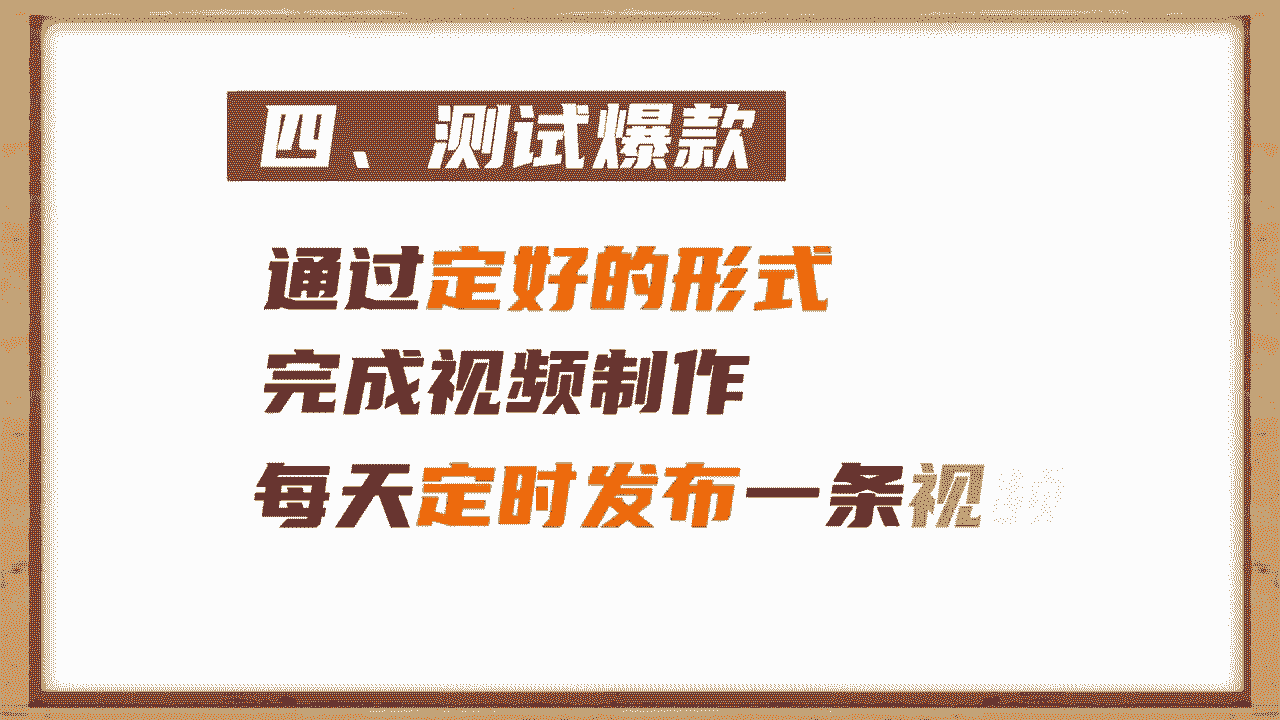 四、测试爆款
通过定好的形式
完成视频制作
每天定时发布一条视频